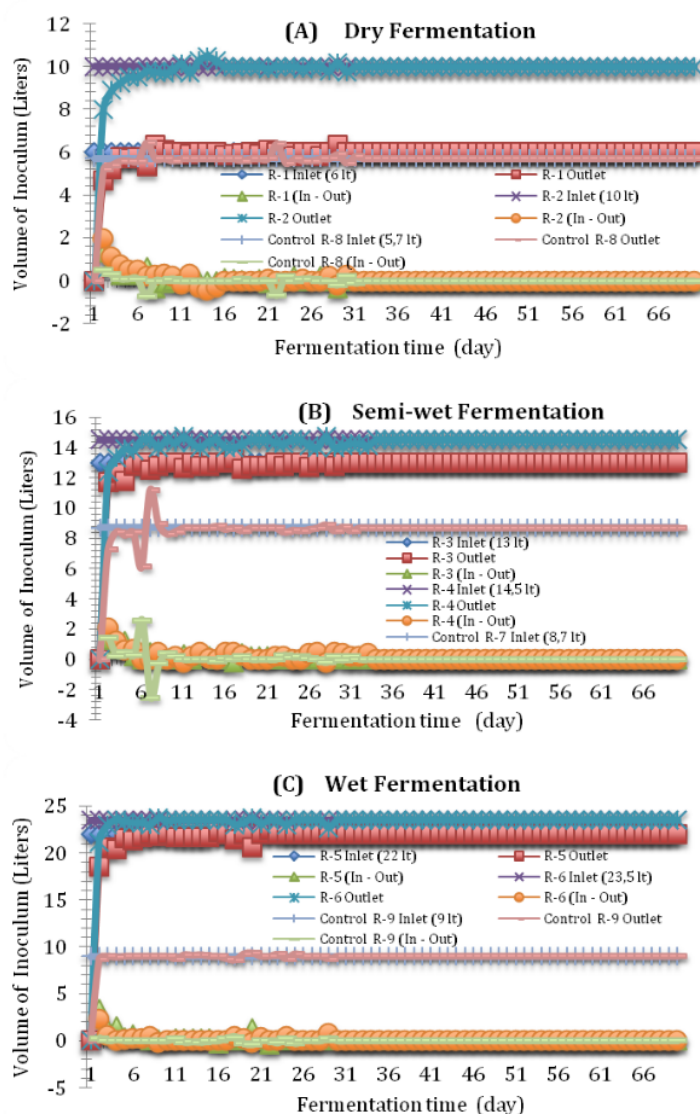 (A) Dry Fermentation
Volume of Inoculum (Liters)
12
10
8
6
4
2
0
-2
R-1 Inlet (6 lt)
R-1 Outlet
R-1 (In - Out)
R-2 Inlet (10 lt)
R-2 Outlet
R-2 (In - Out)
Control R-8 Inlet (5,7 lt)
Control R-8 Outlet
Control R-8 (In - Out)
1 6 11 16 21 26 31 36 41 46 51 56 61 66
Fermentation time (day)
(B) Semi-wet Fermentation
Volume of Inoculum (Liters)
16
14
12
10
8
6
4
2
0
-2
-4
R-3 Inlet (13 lt)
R-3 Outlet
R-3 (In - Out)
R-4 Inlet (14,5 lt)
R-4 Outlet
R-4 (In - Out)
Control R-7 Inlet (8,7 lt)
1 6 11 16 21 26 31 36 41 46 51 56 61 66
Fermentation time (day)
(C) Wet Fermentation
Volume of Inoculum (Liters)
25
20
15
10
5
0
-5
R-5 Inlet (22 lt)
R-5 Outlet
R-5 (In - Out)
R-6 Inlet (23,5 lt)
R-6 Outlet
R-6 (In - Out)
Control R-9 Inlet (9 lt)
Control R-9 Outlet
Control R-9 (In - Out)
1 6 11 16 21 26 31 36 41 46 51 56 61 66
Fermentation time (day)